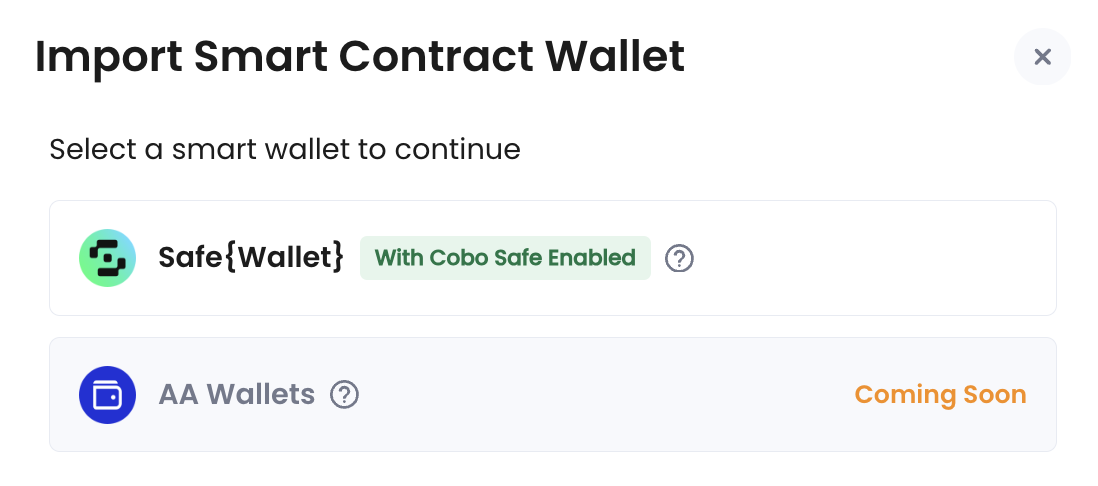 Import Smart Contract Wallet
Select a smart wallet to continue
Safe{Wallet} With Cobo Safe Enabled ?
AA Wallets ? Coming Soon